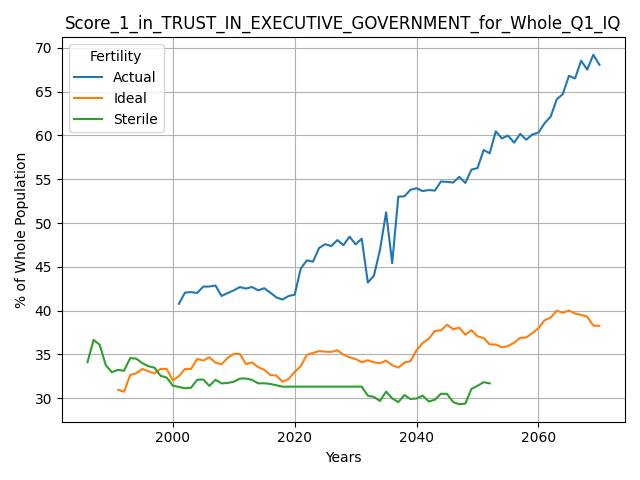 Score_1_in_TRUST_IN_EXECUTIVE_GOVERNMENT_for_Whole_Q1_IQ
Fertility
Actual
Ideal
Sterile
% of Whole Population
70
65
60
55
50
45
40
35
30
2000
2020
2040
2060
Years